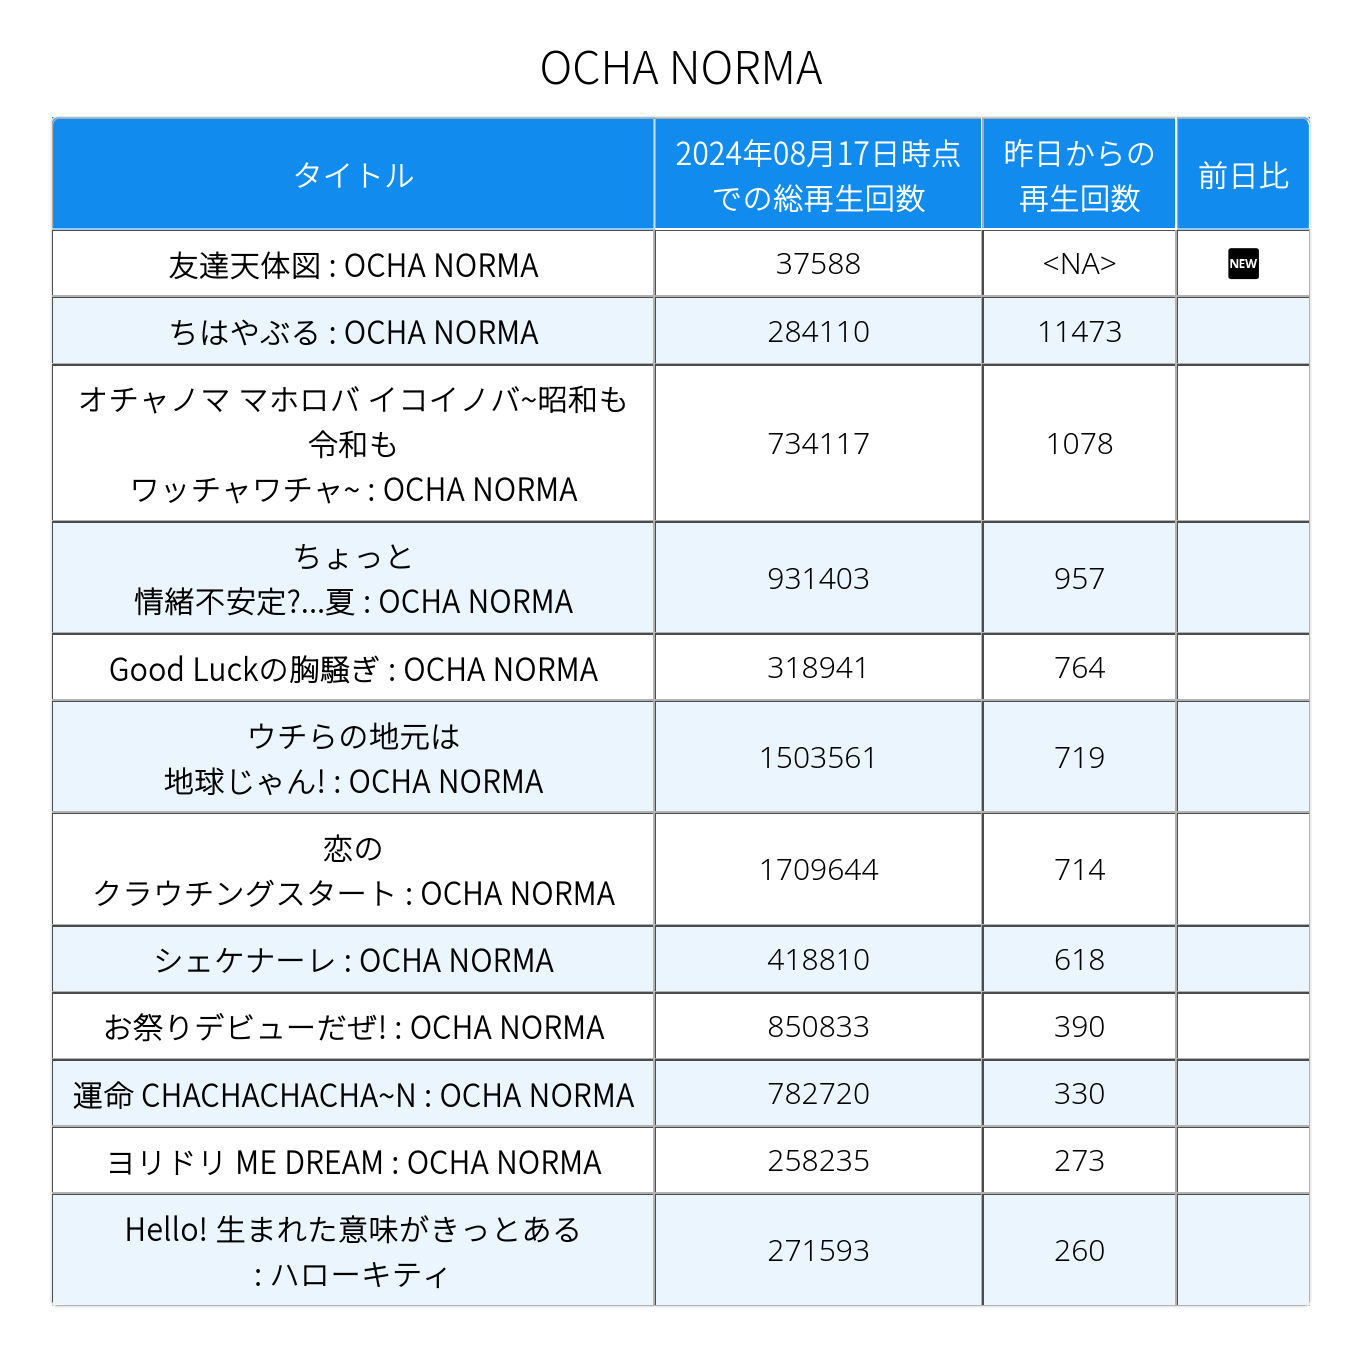 OCHA NORMA
タイトル
2024年08月17日時点
での総再生回数
昨日からの
再生回数
前日比
友達天体図 : OCHA NORMA
37588
<NA>
NEW
ちはやぶる : OCHA NORMA
284110
11473
オチャノマ マホロバ イコイノバ~昭和も
令和も
ワッチャワチャ~ : OCHA NORMA
734117
1078
ちょっと
情緒不安定?...夏 : OCHA NORMA
931403
957
Good Luckの胸騒ぎ : OCHA NORMA
318941
764
ウチらの地元は
地球じゃん! : OCHA NORMA
1503561
719
恋の
クラウチングスタート : OCHA NORMA
1709644
714
シェケナーレ : OCHA NORMA
418810
618
お祭りデビューだぜ! : OCHA NORMA
850833
390
運命 CHACHACHACHA~N : OCHA NORMA
782720
330
ヨリドリ ME DREAM : OCHA NORMA
258235
273
Hello! 生まれた意味がきっとある
: ハローキティ
271593
260